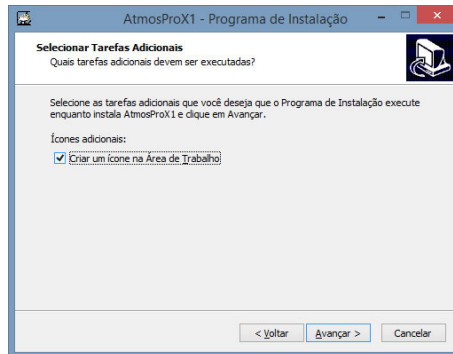 AtmosProX1 - Programa de Instalação
Selecionar Tarefas Adicionais
Quais tarefas adicionais devem ser executadas?
Selecione as tarefas adicionais que você deseja que o Programa de Instalação execute
enquanto instala AtmosProX1 e clique em Avançar.
Ícones adicionais:
Criar um ícone na Área de Trabalho
< Voltar Avançar > Cancelar